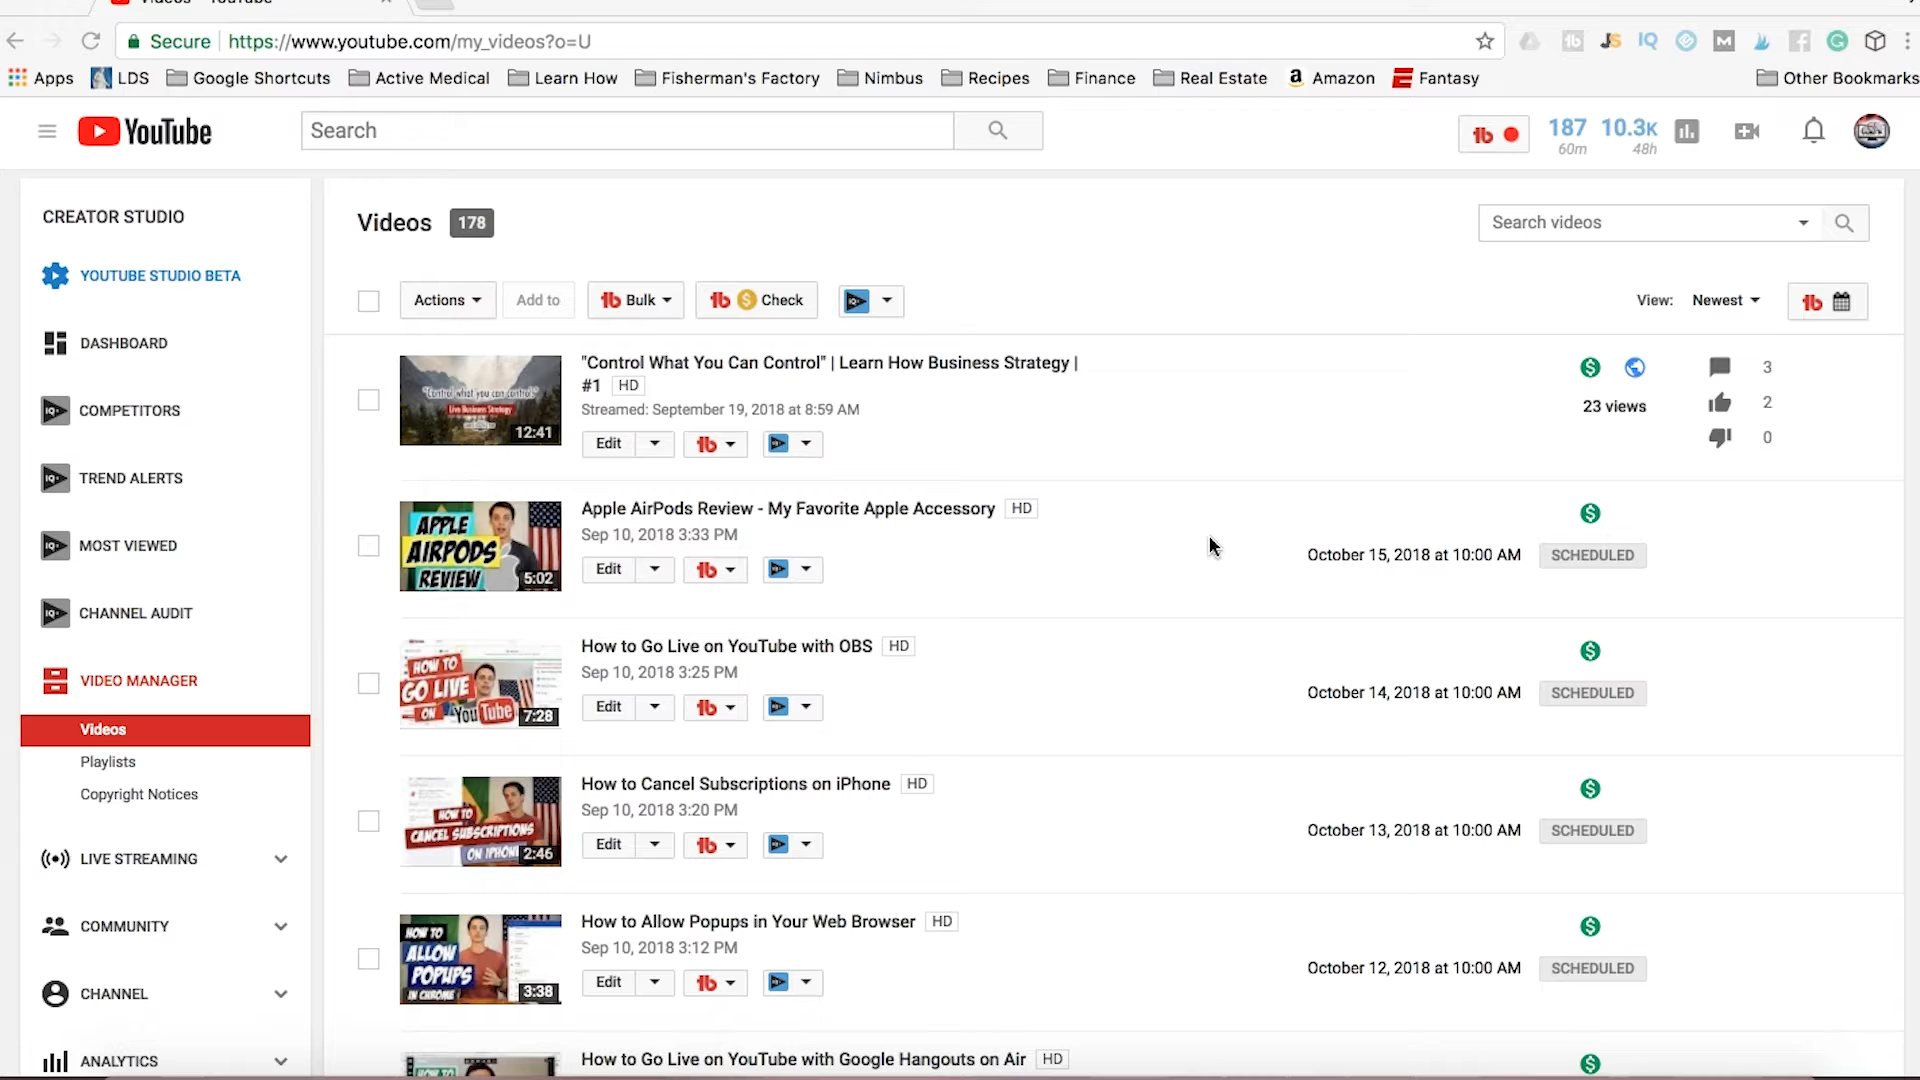 Videos - YouTube
Secure https://www.youtube.com/my_videos?o=U
Apps LDS Google Shortcuts Active Medical Learn How Fisherman's Factory Nimbus Recipes Finance Real Estate Amazon Fantasy Other Bookmarks
YouTube Search 187 10.3K
60m 48h
CREATOR STUDIO
YOUTUBE STUDIO BETA
DASHBOARD
COMPETITORS
TREND ALERTS
MOST VIEWED
CHANNEL AUDIT
VIDEO MANAGER
Videos
Playlists
Copyright Notices
LIVE STREAMING
COMMUNITY
CHANNEL
ANALYTICS
Videos 178 Search videos
Actions Add to Bulk Check View: Newest
"Control What You Can Control" | Learn How Business Strategy |
#1 HD
Streamed: September 19, 2018 at 8:59 AM
Edit
23 views
3
2
0
"Control what you can control."
Live Business Strategy
12:41
Apple AirPods Review - My Favorite Apple Accessory HD
Sep 10, 2018 3:33 PM
Edit
October 15, 2018 at 10:00 AM SCHEDULED
APPLE
AIRPODS
REVIEW 5:02
How to Go Live on YouTube with OBS HD
Sep 10, 2018 3:25 PM
Edit
October 14, 2018 at 10:00 AM SCHEDULED
HOW TO
GO LIVE
ON YouTube 7:28
How to Cancel Subscriptions on iPhone HD
Sep 10, 2018 3:20 PM
Edit
October 13, 2018 at 10:00 AM SCHEDULED
HOW TO
CANCEL SUBSCRIPTIONS
ON IPHONE 2:46
How to Allow Popups in Your Web Browser HD
Sep 10, 2018 3:12 PM
Edit
October 12, 2018 at 10:00 AM SCHEDULED
HOW TO
ALLOW
POPUPS
IN CHROME 3:38
How to Go Live on YouTube with Google Hangouts on Air HD
HOW TO